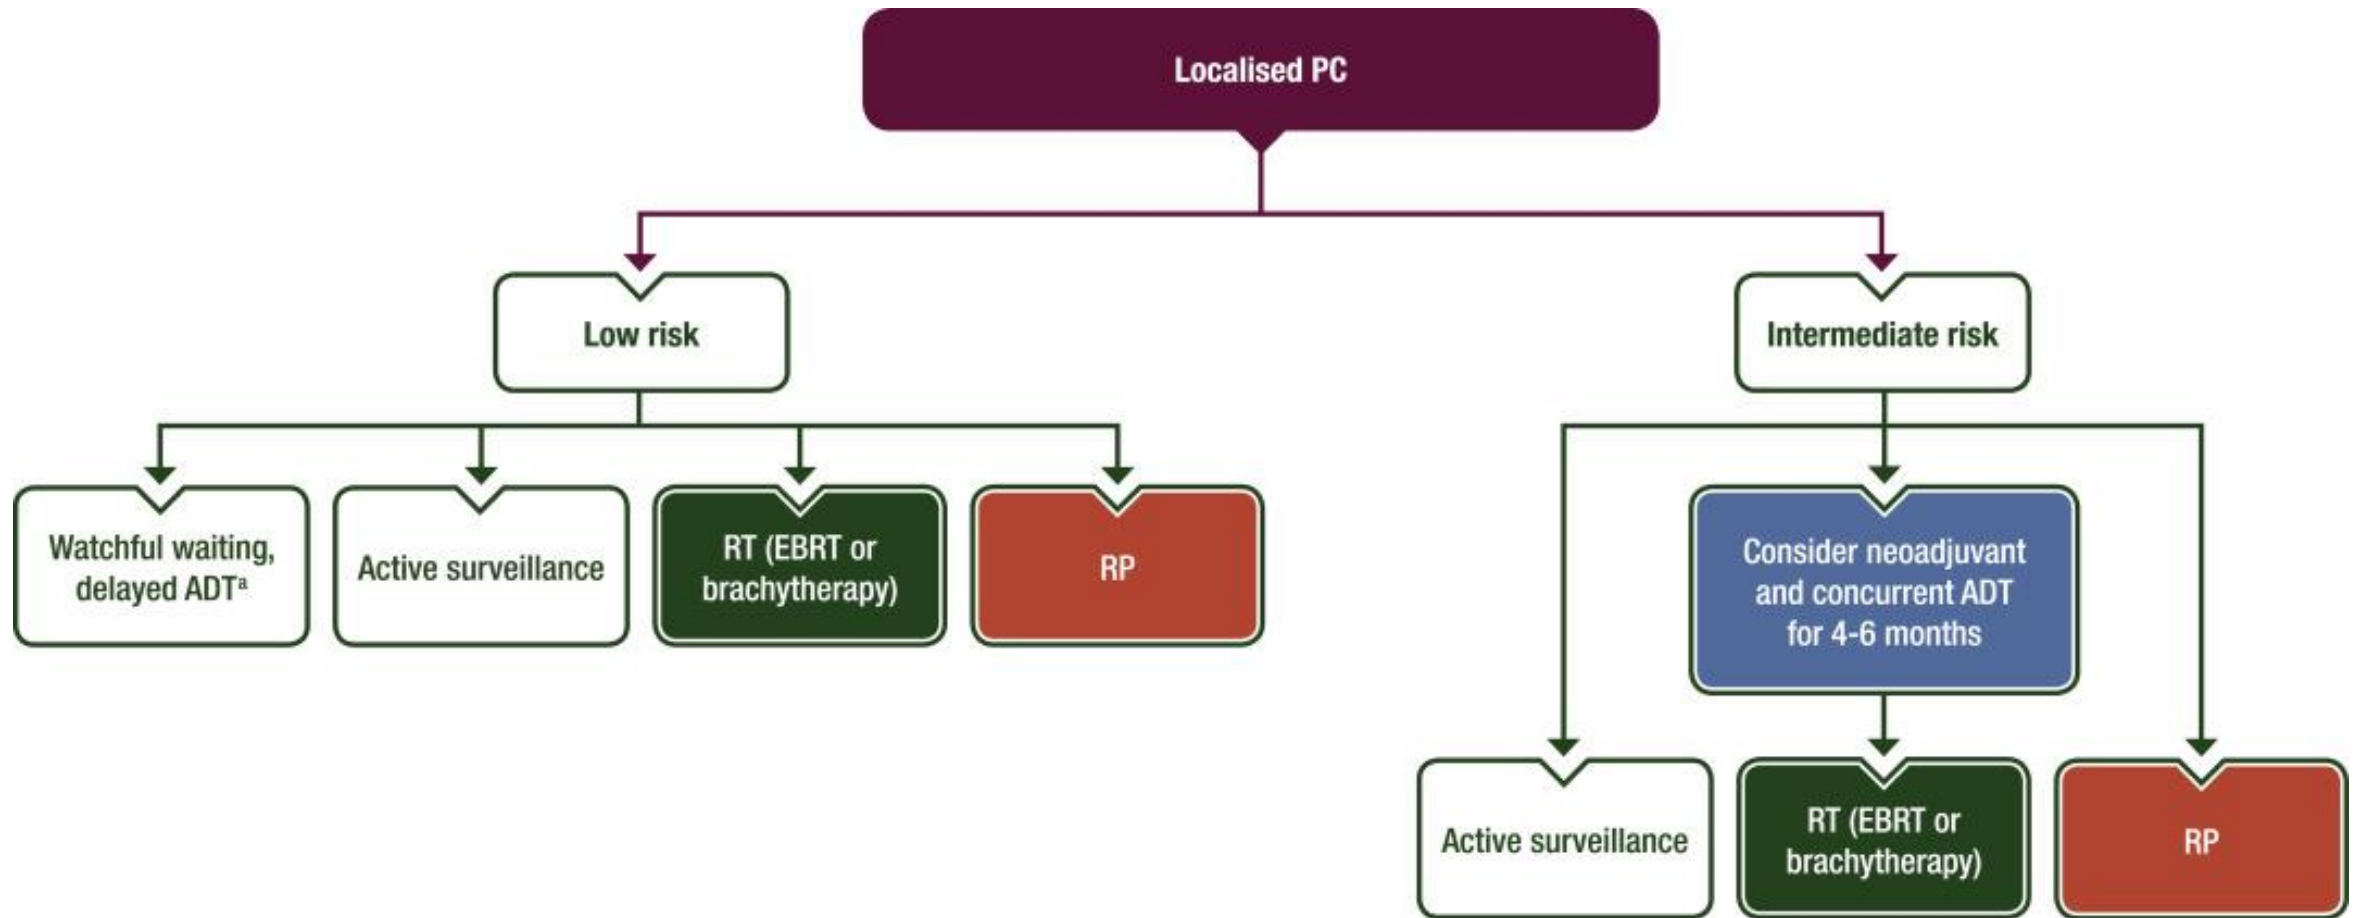 Localised PC
Low risk
Intermediate risk
Watchful waiting,
delayed ADTª
Active surveillance
RT (EBRT or
brachytherapy)
RP
Consider neoadjuvant
and concurrent ADT
for 4-6 months
Active surveillance
RT (EBRT or
brachytherapy)
RP